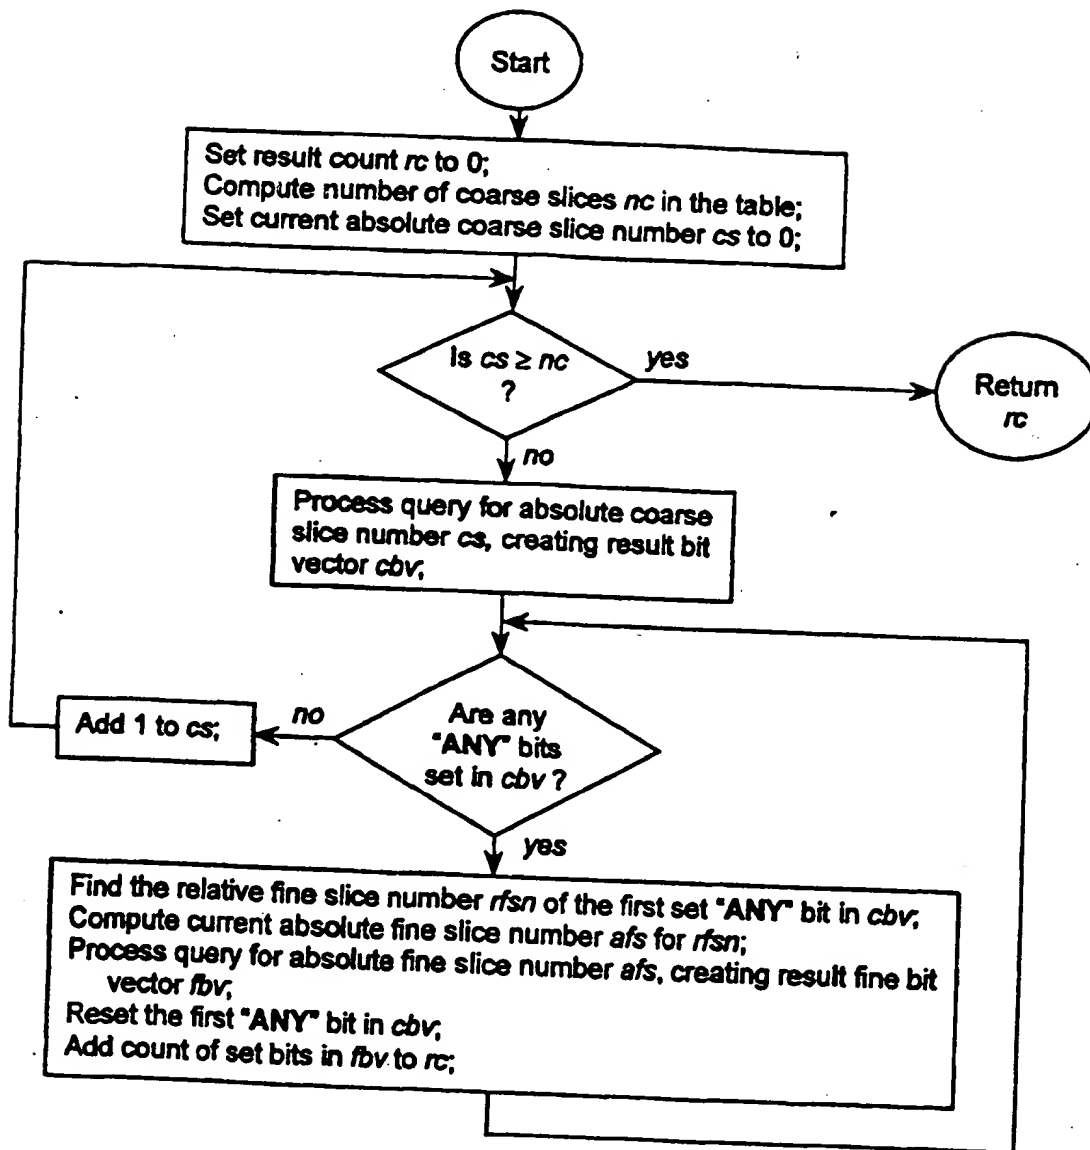 Start
Set result count rc to 0;
Compute number of coarse slices nc in the table;
Set current absolute coarse slice number cs to 0;
Is cs ≥ nc
?
yes
Return
rc
no
Process query for absolute coarse
slice number cs, creating result bit
vector cbv;
Add 1 to cs;
no
Are any
"ANY" bits
set in cbv ?
yes
Find the relative fine slice number rfsn of the first set "ANY" bit in cbv;
Compute current absolute fine slice number afs for rfsn;
Process query for absolute fine slice number afs, creating result fine bit
vector fbv;
Reset the first "ANY" bit in cbv;
Add count of set bits in fbv to rc;